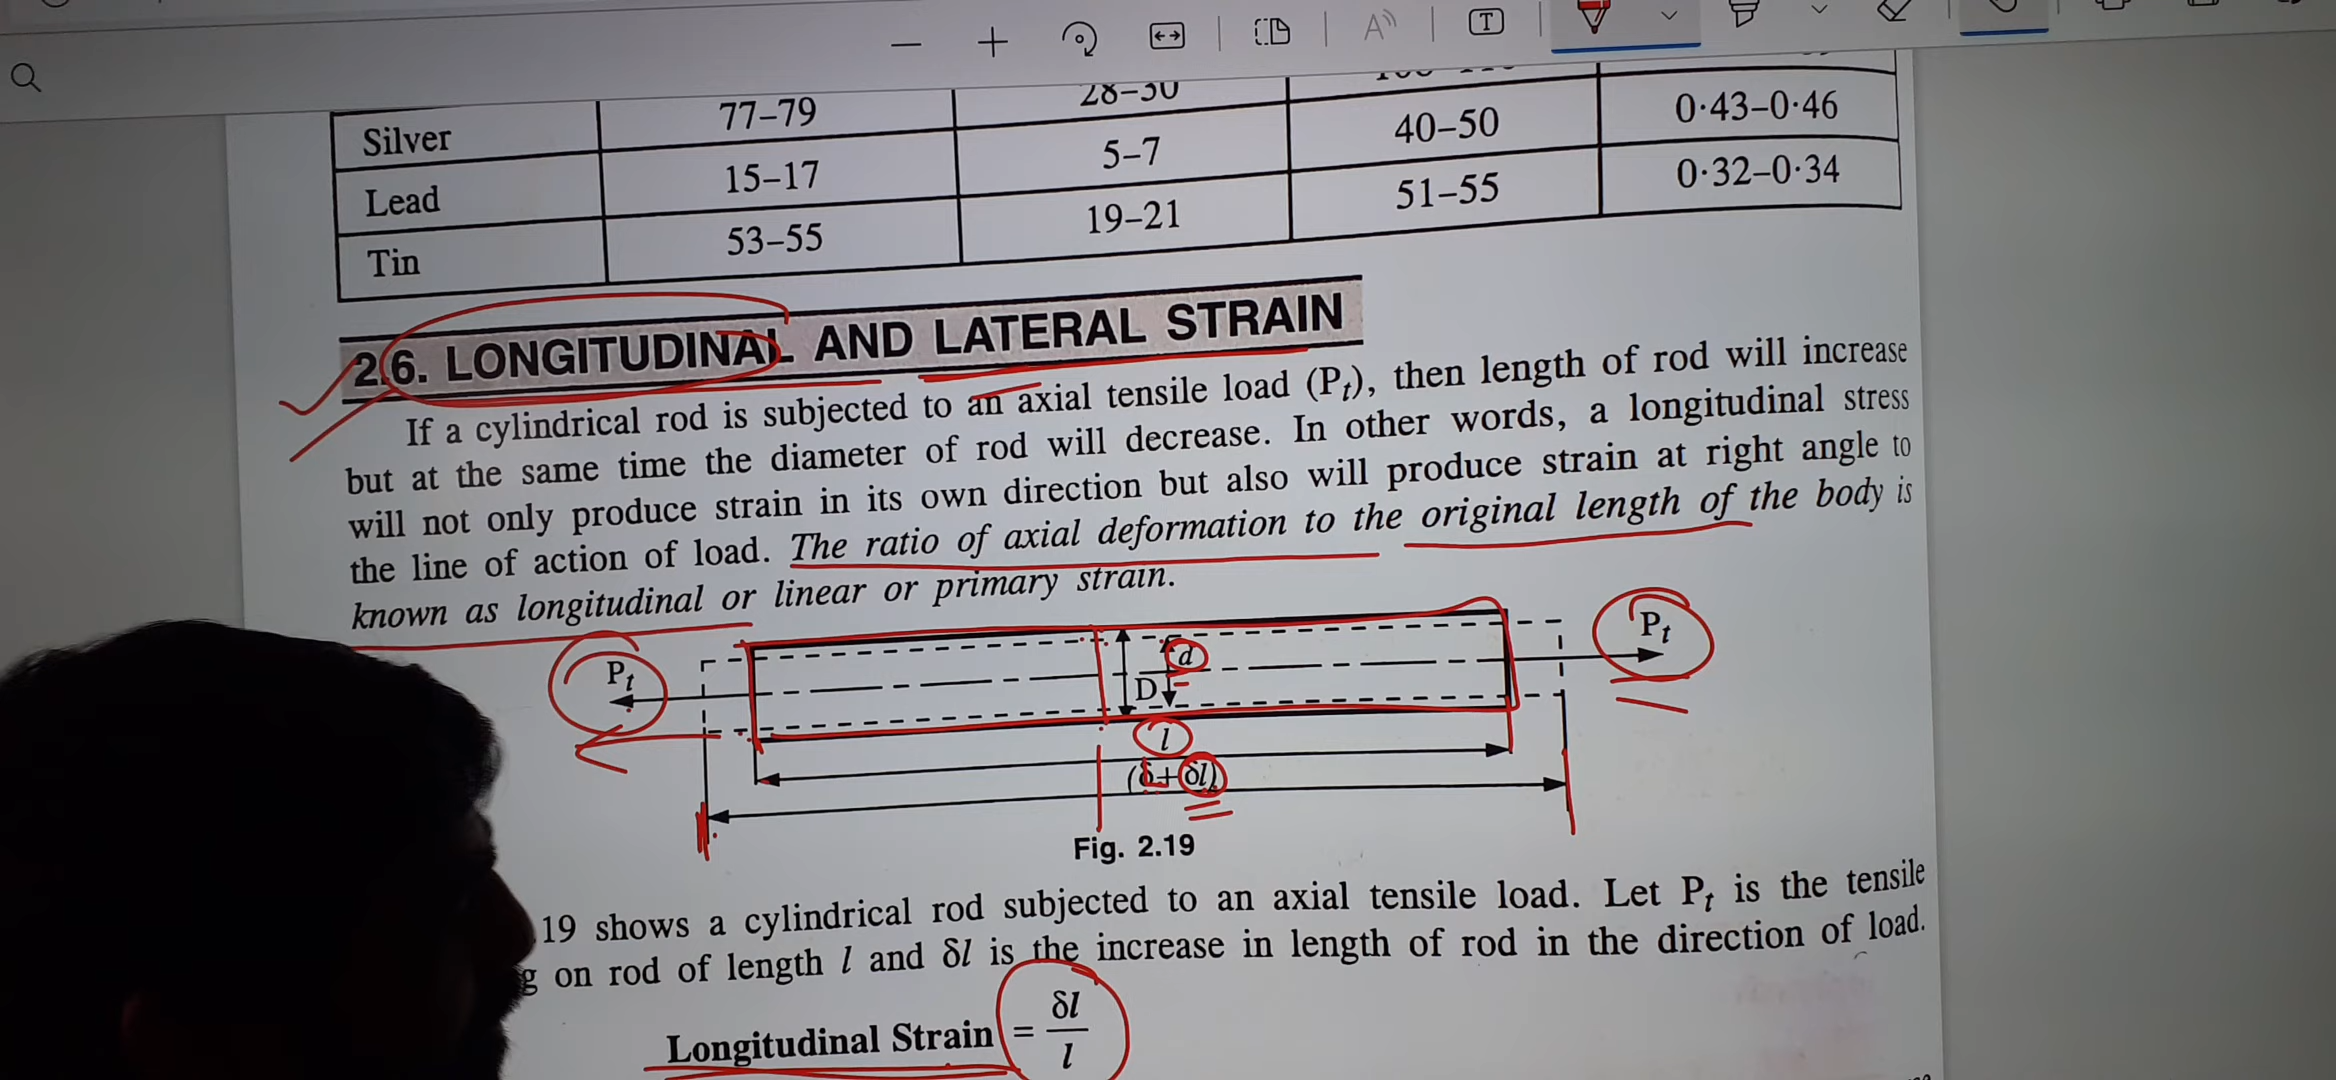 Silver 77–79 28–30
Lead 15–17 5–7 40–50 0·43–0·46
Tin 53–55 19–21 51–55 0·32–0·34
2.6. LONGITUDINAL AND LATERAL STRAIN
If a cylindrical rod is subjected to an axial tensile load (Pt), then length of rod will increase
but at the same time the diameter of rod will decrease. In other words, a longitudinal stress
will not only produce strain in its own direction but also will produce strain at right angle to
the line of action of load. The ratio of axial deformation to the original length of the body is
known as longitudinal or linear or primary strain.
Pt
d
D
Pt
l
(δ+δl)
Fig. 2.19
19 shows a cylindrical rod subjected to an axial tensile load. Let Pt is the tensile
g on rod of length l and δl is the increase in length of rod in the direction of load.
Longitudinal Strain = δl
l